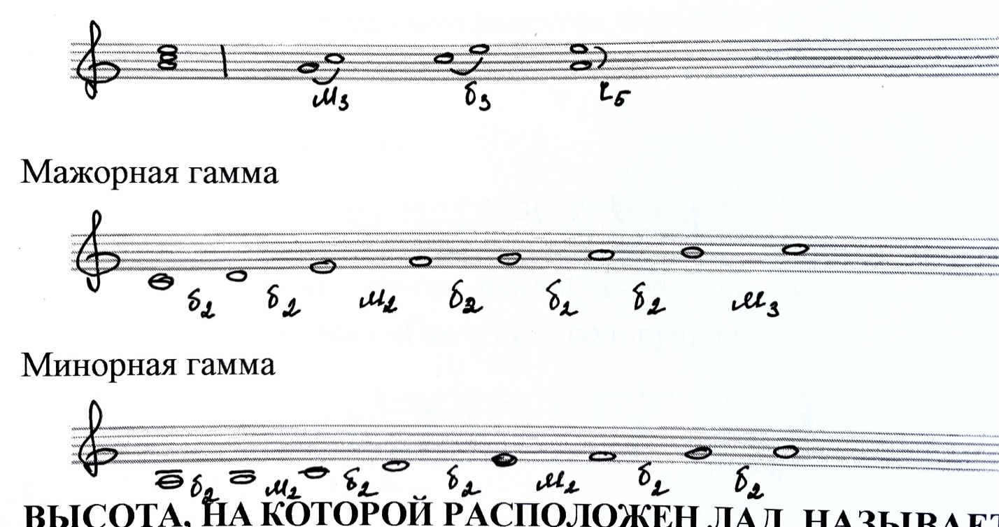 м3 б3 ч5
Мажорная гамма
б2 б2 м2 б2 б2 б2 м3
Минорная гамма
б2 м2 б2 б2 м2 б2 б2
ВЫСОТА, НА КОТОРОЙ РАСПОЛОЖЕН ЛАД, НАЗЫВАЕТ